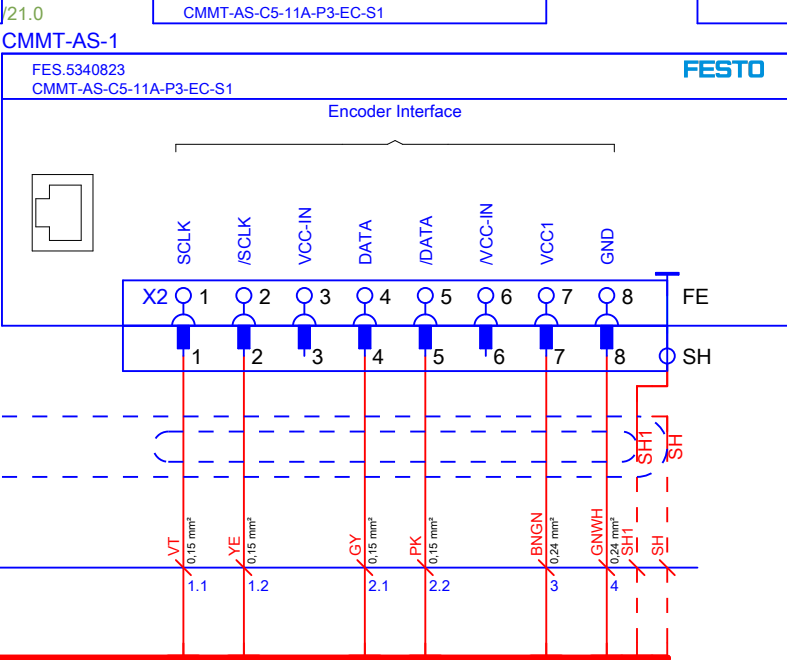 /21.0
CMMT-AS-C5-11A-P3-EC-S1
CMMT-AS-1
FES.5340823
FESTO
CMMT-AS-C5-11A-P3-EC-S1
Encoder Interface
SCLK /SCLK VCC-IN DATA /DATA /VCC-IN VCC1 GND
X2 1 2 3 4 5 6 7 8 FE
1 2 3 4 5 6 7 8 SH
SH1 SH
VT 0,15 mm² YE 0,15 mm² GY 0,15 mm² PK 0,15 mm² BNGN 0,24 mm² GNWH 0,24 mm² SH1 SH
1.1 1.2 2.1 2.2 3 4